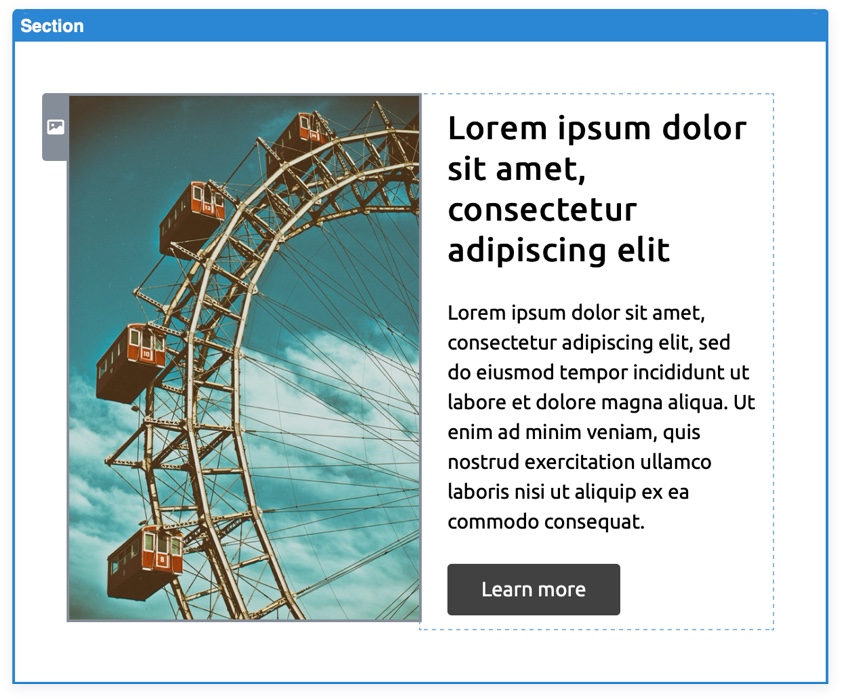 Section
Lorem ipsum dolor
sit amet,
consectetur
adipiscing elit
Lorem ipsum dolor sit amet,
consectetur adipiscing elit, sed
do eiusmod tempor incididunt ut
labore et dolore magna aliqua. Ut
enim ad minim veniam, quis
nostrud exercitation ullamco
laboris nisi ut aliquip ex ea
commodo consequat.
Learn more
10
8